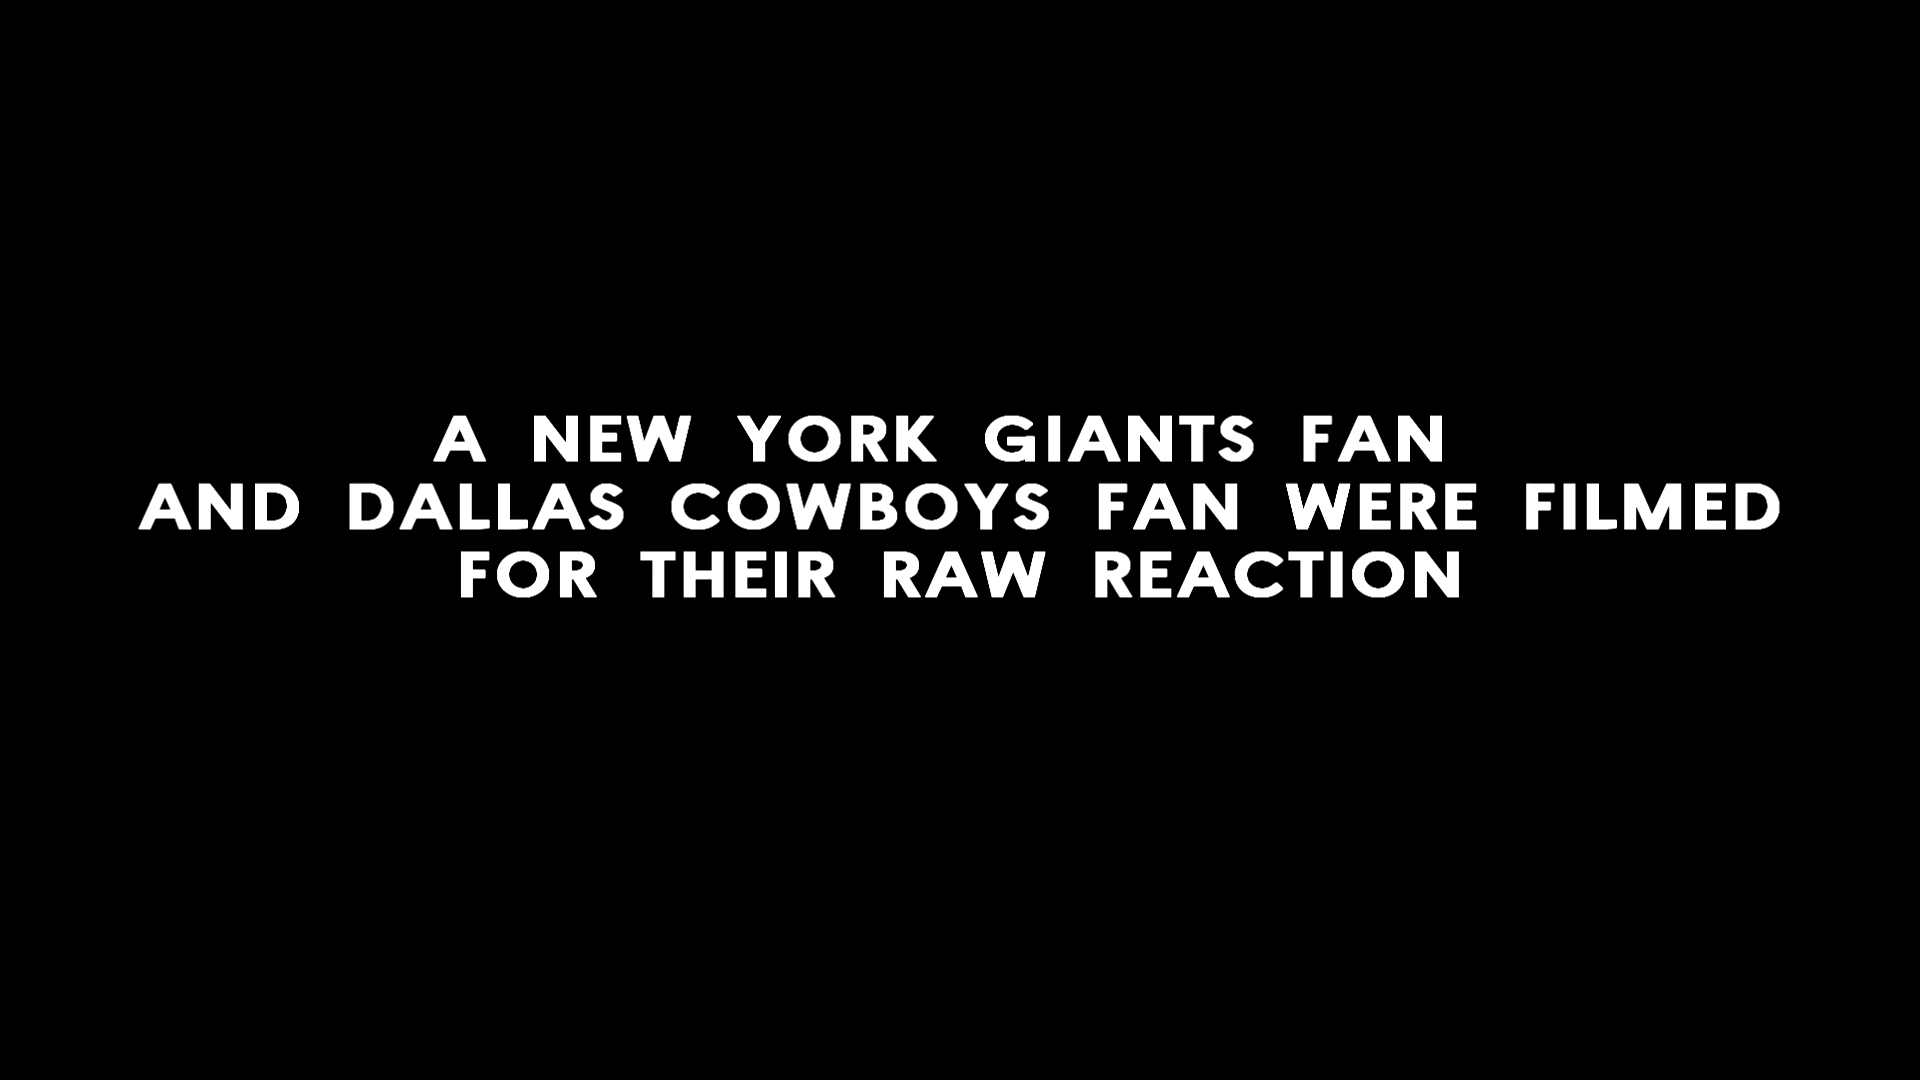 A NEW YORK GIANTS FAN
AND DALLAS COWBOYS FAN WERE FILMED
FOR THEIR RAW REACTION